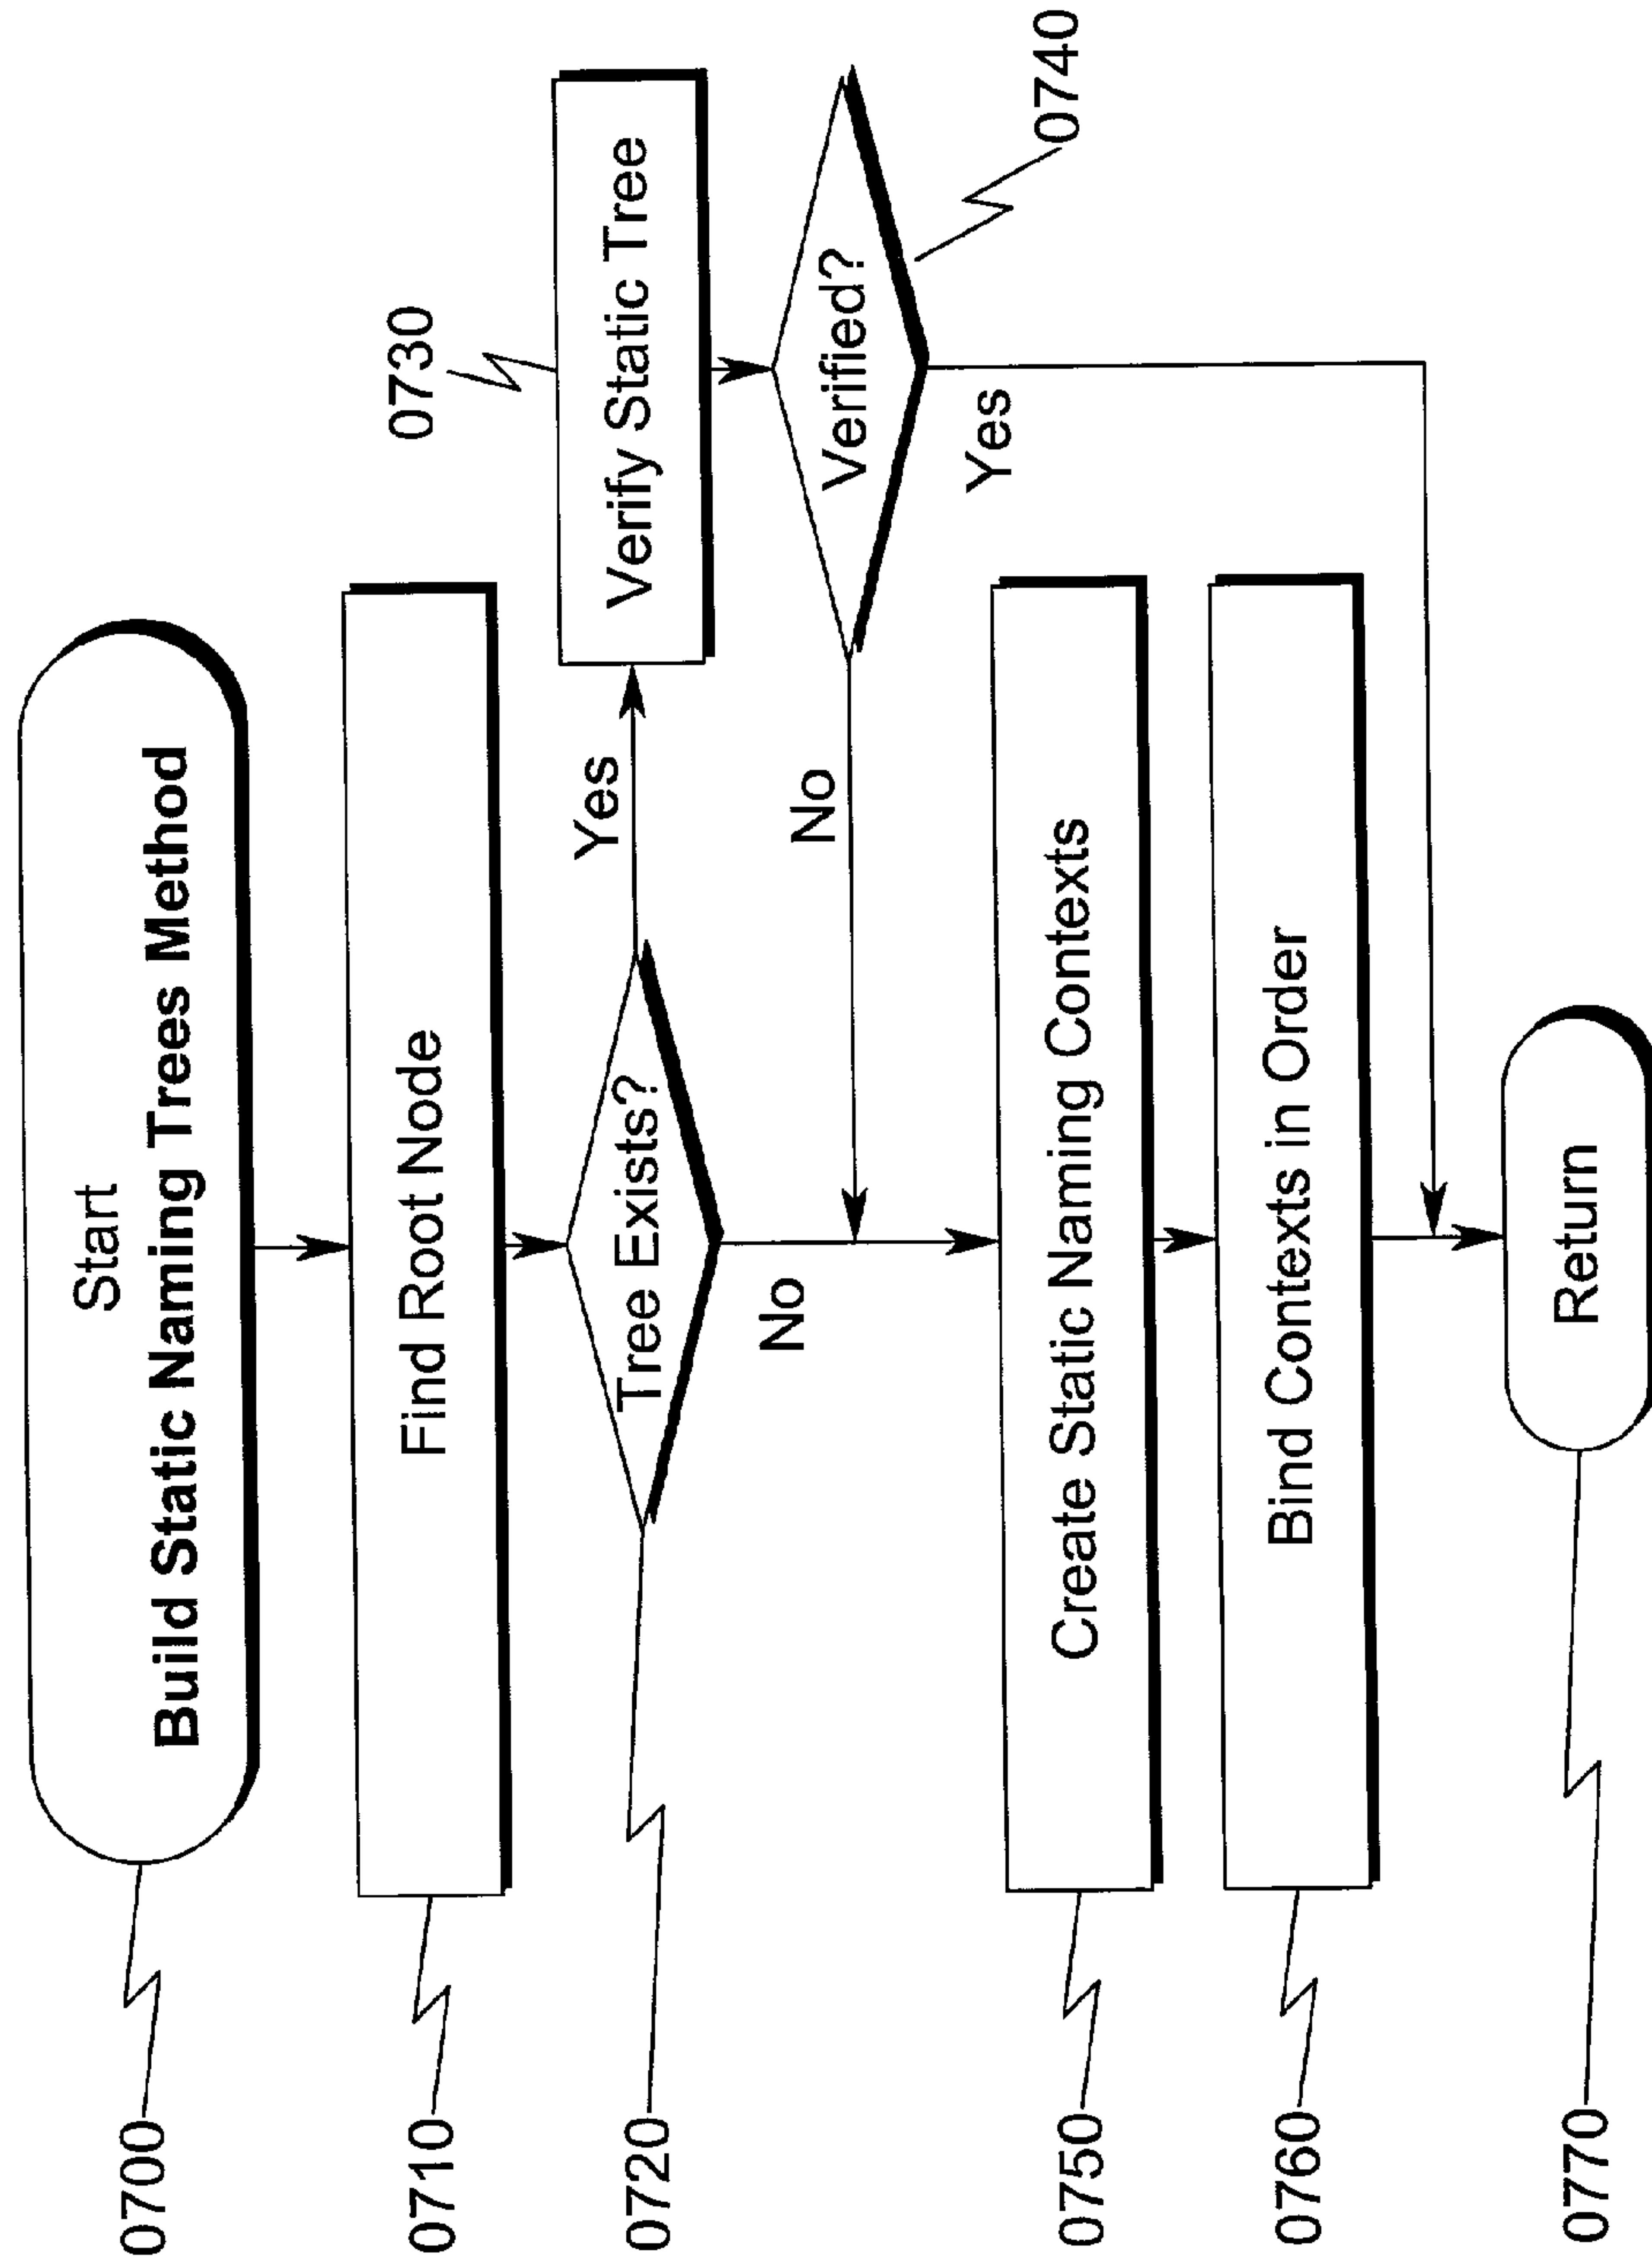 Start
Build Static Naming Trees Method
0700
Find Root Node
0710
Tree Exists?
0720
Yes
No
0730
Verify Static Tree
Verified?
0740
No
Yes
Create Static Naming Contexts
0750
Bind Contexts in Order
0760
Return
0770